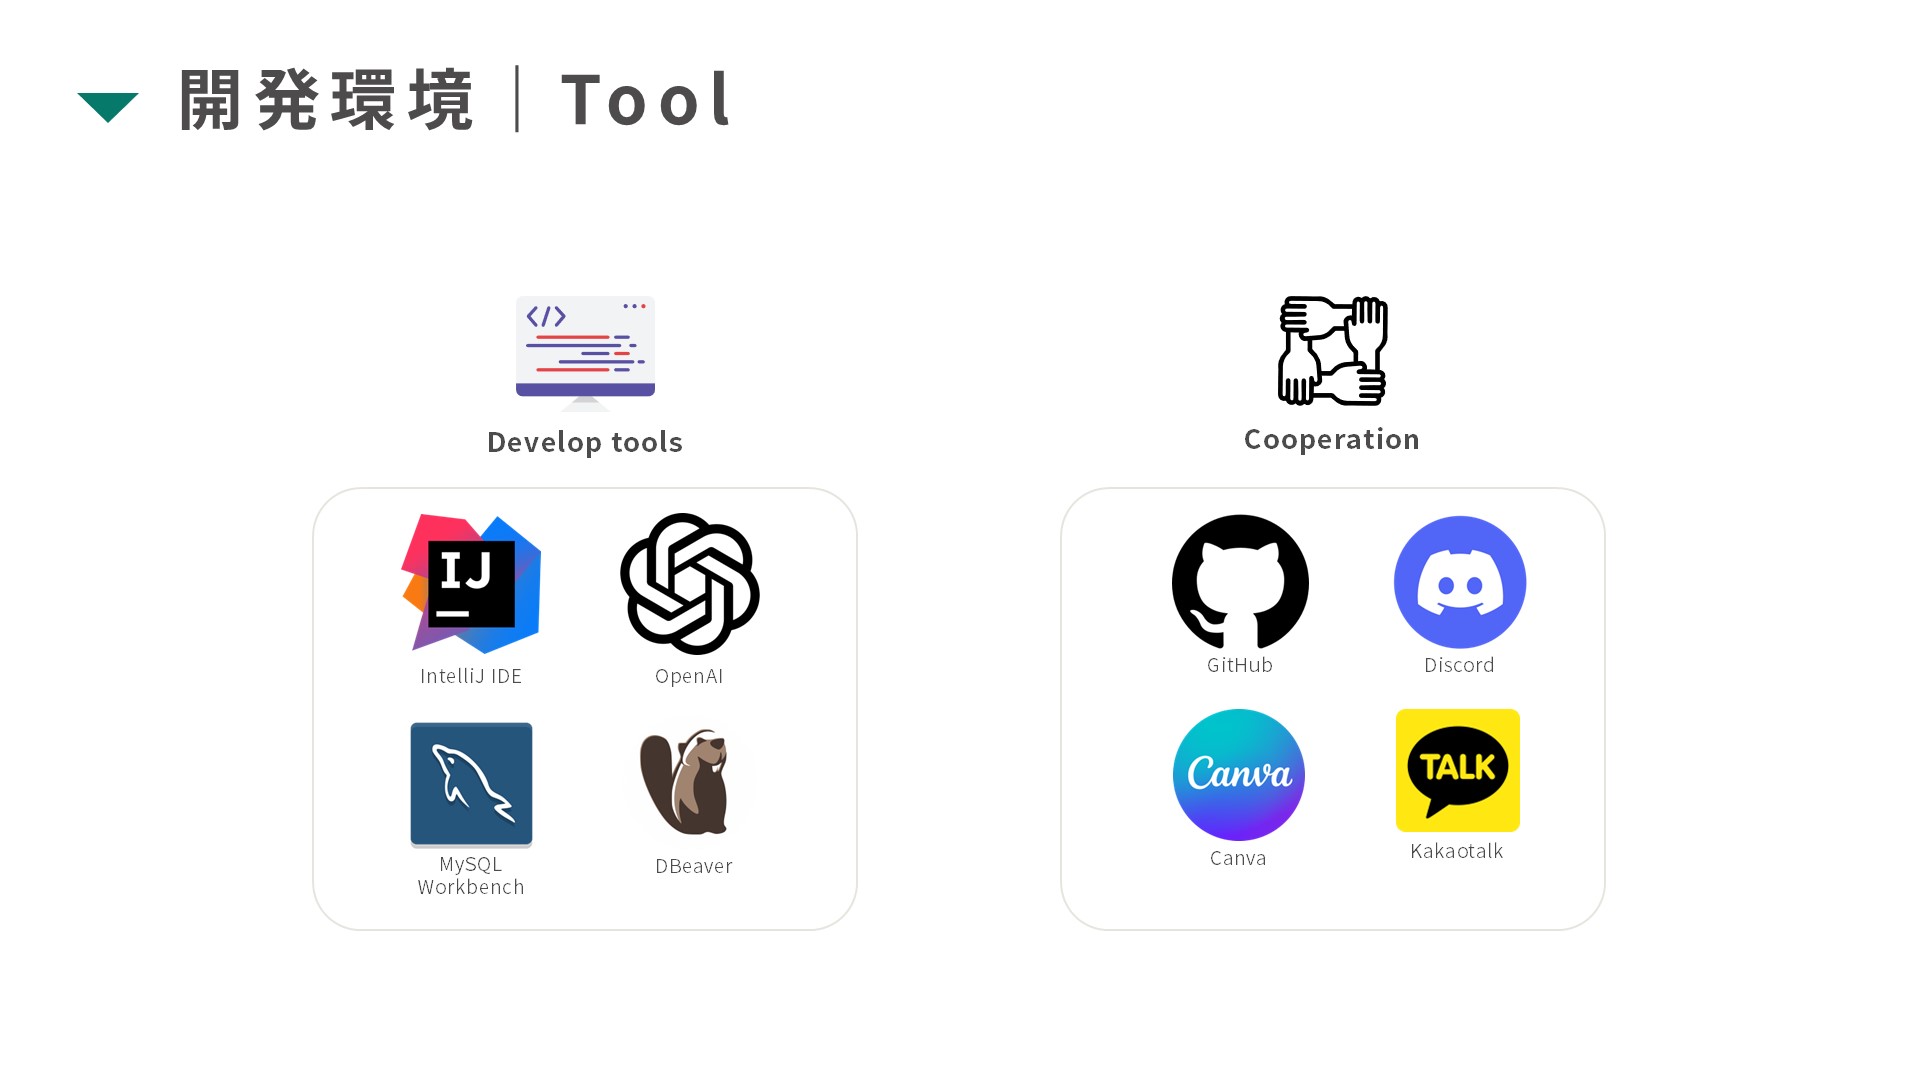 開発環境｜Tool
</>
Develop tools
IJ
IntelliJ IDE
OpenAI
MySQL
Workbench
DBeaver
Cooperation
GitHub
Discord
Canva
Canva
TALK
Kakaotalk